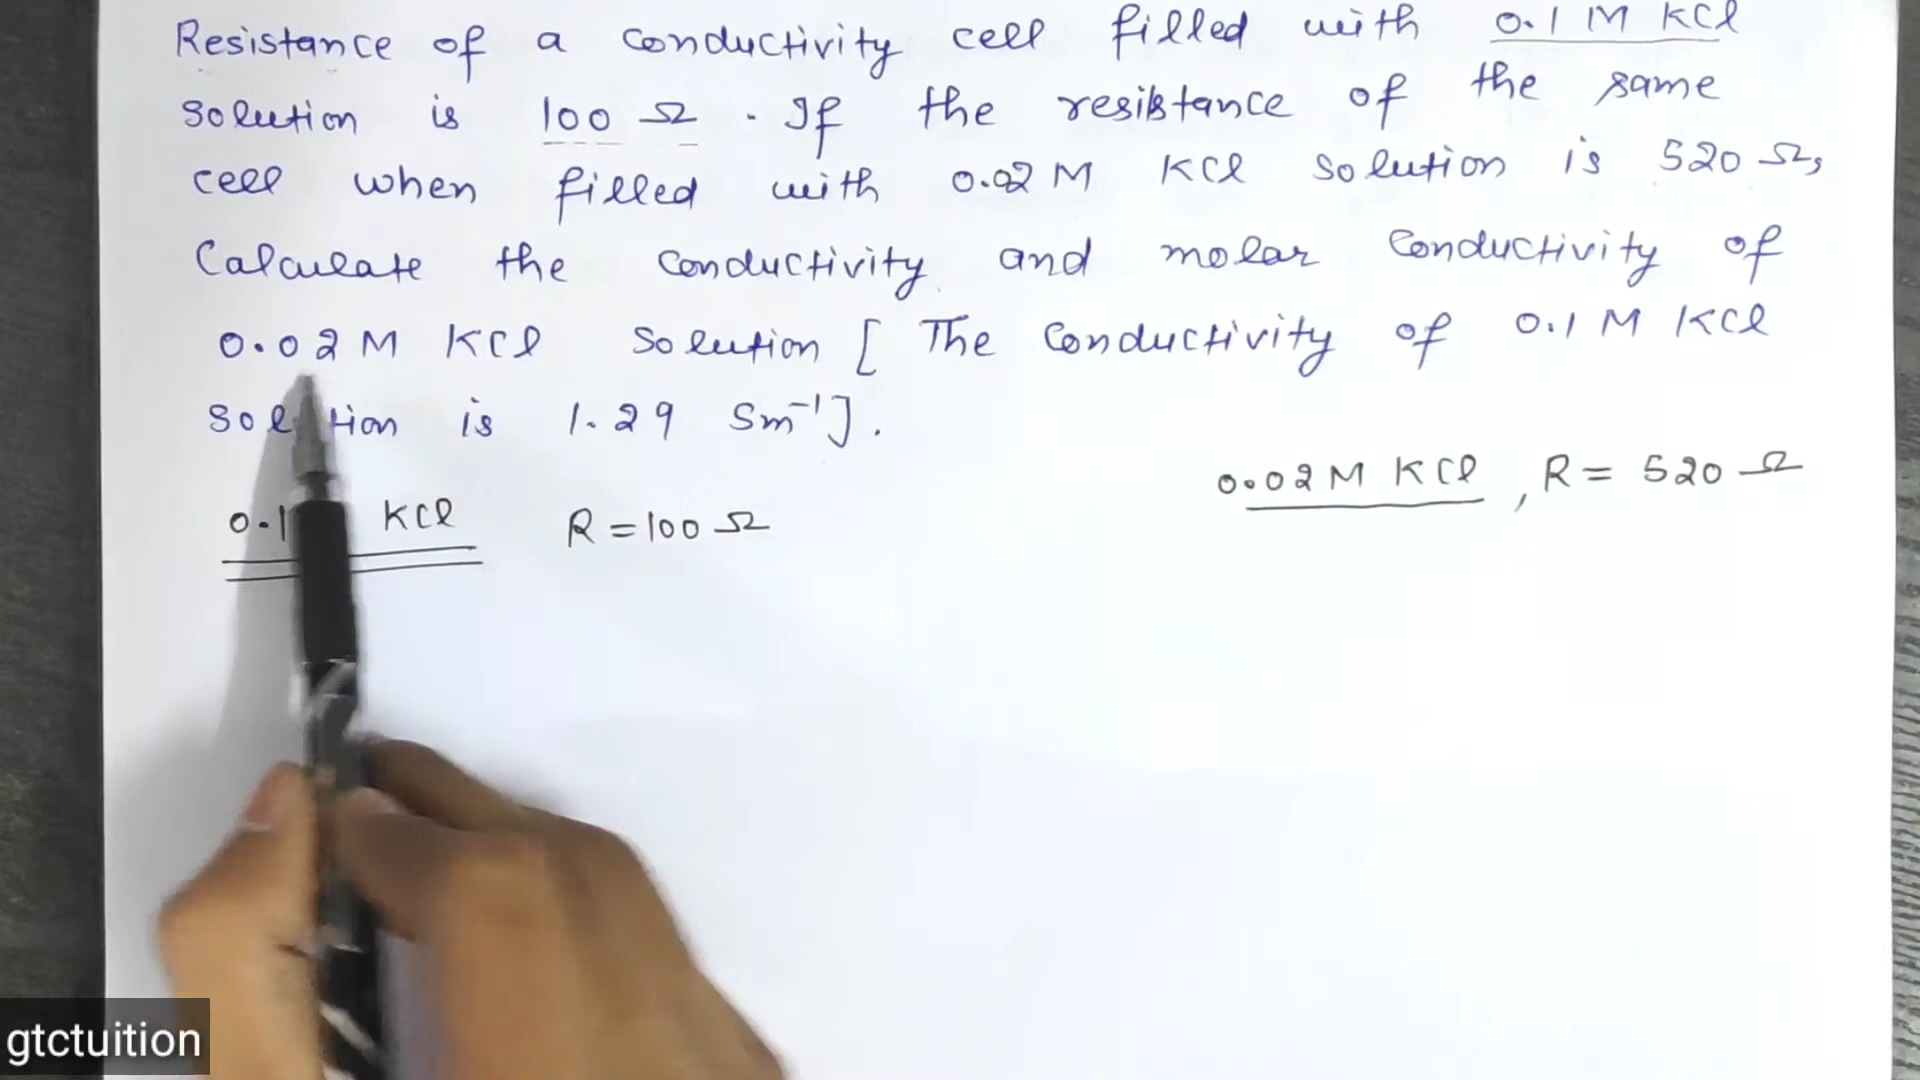 Resistance of a conductivity cell filled with 0.1 M KCl
solution is 100 Ω. If the resistance of the same
cell when filled with 0.02 M KCl solution is 520 Ω,
Calculate the conductivity and molar conductivity of
0.02 M KCl solution [ The conductivity of 0.1 M KCl
is 1.29 Sm⁻¹].
0.02 M KCl , R = 520 Ω
KCl R = 100 Ω
gtctuition